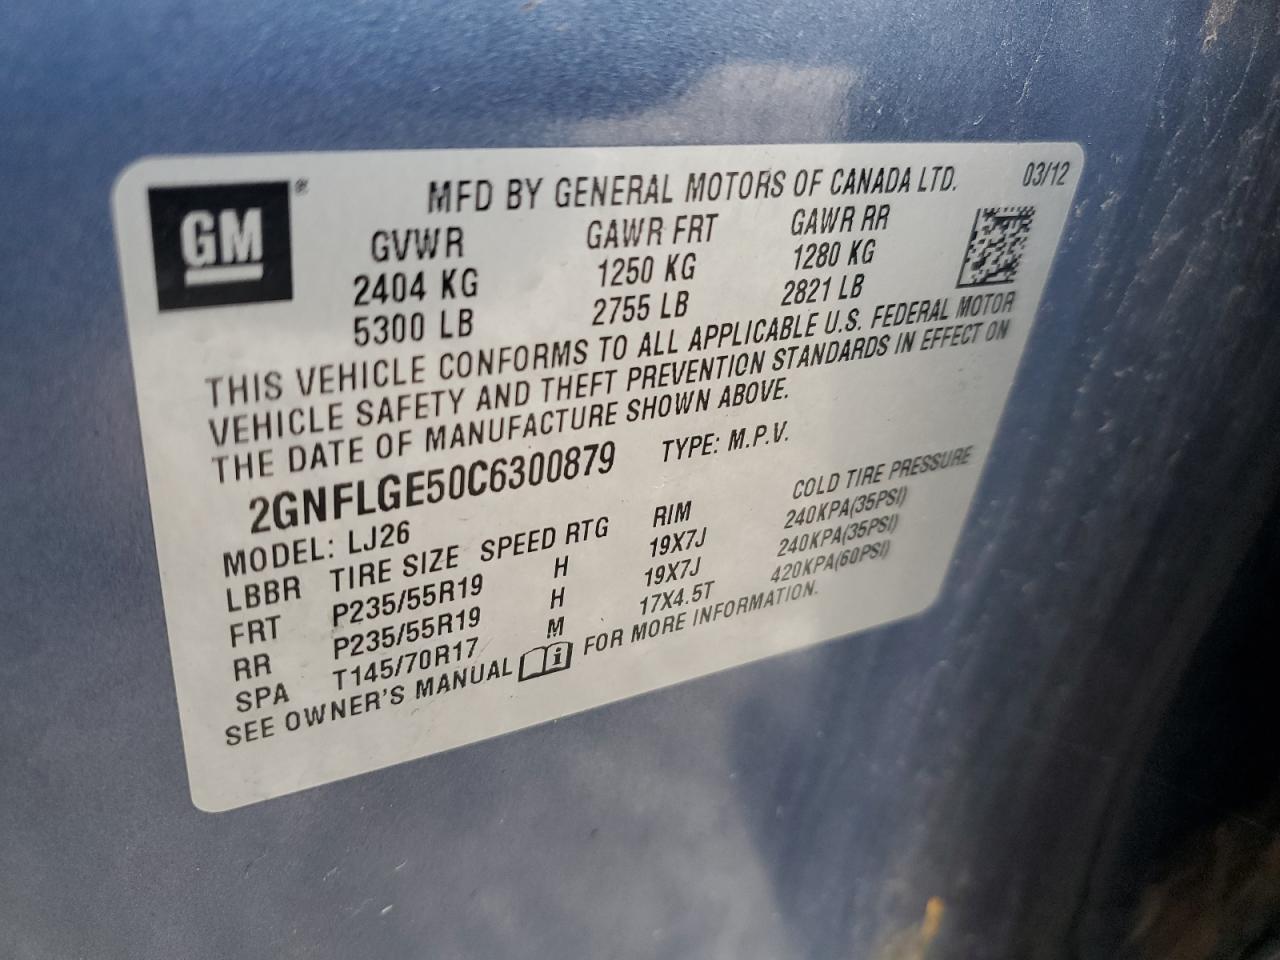 GM ®
MFD BY GENERAL MOTORS OF CANADA LTD. 03/12
GVWR GAWR FRT GAWR RR
2404 KG 1250 KG 1280 KG
5300 LB 2755 LB 2821 LB
THIS VEHICLE CONFORMS TO ALL APPLICABLE U.S. FEDERAL MOTOR
VEHICLE SAFETY AND THEFT PREVENTION STANDARDS IN EFFECT ON
THE DATE OF MANUFACTURE SHOWN ABOVE.
2GNFLGE50C6300879 TYPE: M.P.V.
MODEL: LJ26
LBBR TIRE SIZE SPEED RTG RIM COLD TIRE PRESSURE
FRT P235/55R19 H 19X7J 240KPA(35PSI)
RR P235/55R19 H 19X7J 240KPA(35PSI)
SPA T145/70R17 M 17X4.5T 420KPA(60PSI)
SEE OWNER'S MANUAL i FOR MORE INFORMATION.